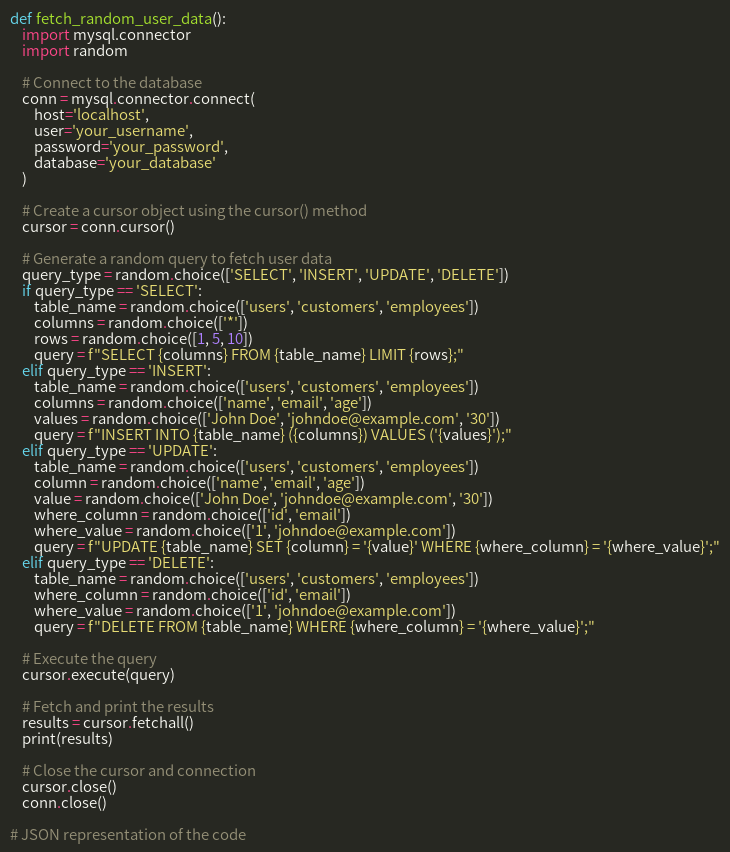 def fetch_random_user_data():
    import mysql.connector
    import random

    # Connect to the database
    conn = mysql.connector.connect(
        host='localhost',
        user='your_username',
        password='your_password',
        database='your_database'
    )

    # Create a cursor object using the cursor() method
    cursor = conn.cursor()

    # Generate a random query to fetch user data
    query_type = random.choice(['SELECT', 'INSERT', 'UPDATE', 'DELETE'])
    if query_type == 'SELECT':
        table_name = random.choice(['users', 'customers', 'employees'])
        columns = random.choice(['*'])
        rows = random.choice([1, 5, 10])
        query = f"SELECT {columns} FROM {table_name} LIMIT {rows};"
    elif query_type == 'INSERT':
        table_name = random.choice(['users', 'customers', 'employees'])
        columns = random.choice(['name', 'email', 'age'])
        values = random.choice(['John Doe', 'johndoe@example.com', '30'])
        query = f"INSERT INTO {table_name} ({columns}) VALUES ('{values}');"
    elif query_type == 'UPDATE':
        table_name = random.choice(['users', 'customers', 'employees'])
        column = random.choice(['name', 'email', 'age'])
        value = random.choice(['John Doe', 'johndoe@example.com', '30'])
        where_column = random.choice(['id', 'email'])
        where_value = random.choice(['1', 'johndoe@example.com'])
        query = f"UPDATE {table_name} SET {column} = '{value}' WHERE {where_column} = '{where_value}';"
    elif query_type == 'DELETE':
        table_name = random.choice(['users', 'customers', 'employees'])
        where_column = random.choice(['id', 'email'])
        where_value = random.choice(['1', 'johndoe@example.com'])
        query = f"DELETE FROM {table_name} WHERE {where_column} = '{where_value}';"

    # Execute the query
    cursor.execute(query)

    # Fetch and print the results
    results = cursor.fetchall()
    print(results)

    # Close the cursor and connection
    cursor.close()
    conn.close()

# JSON representation of the code